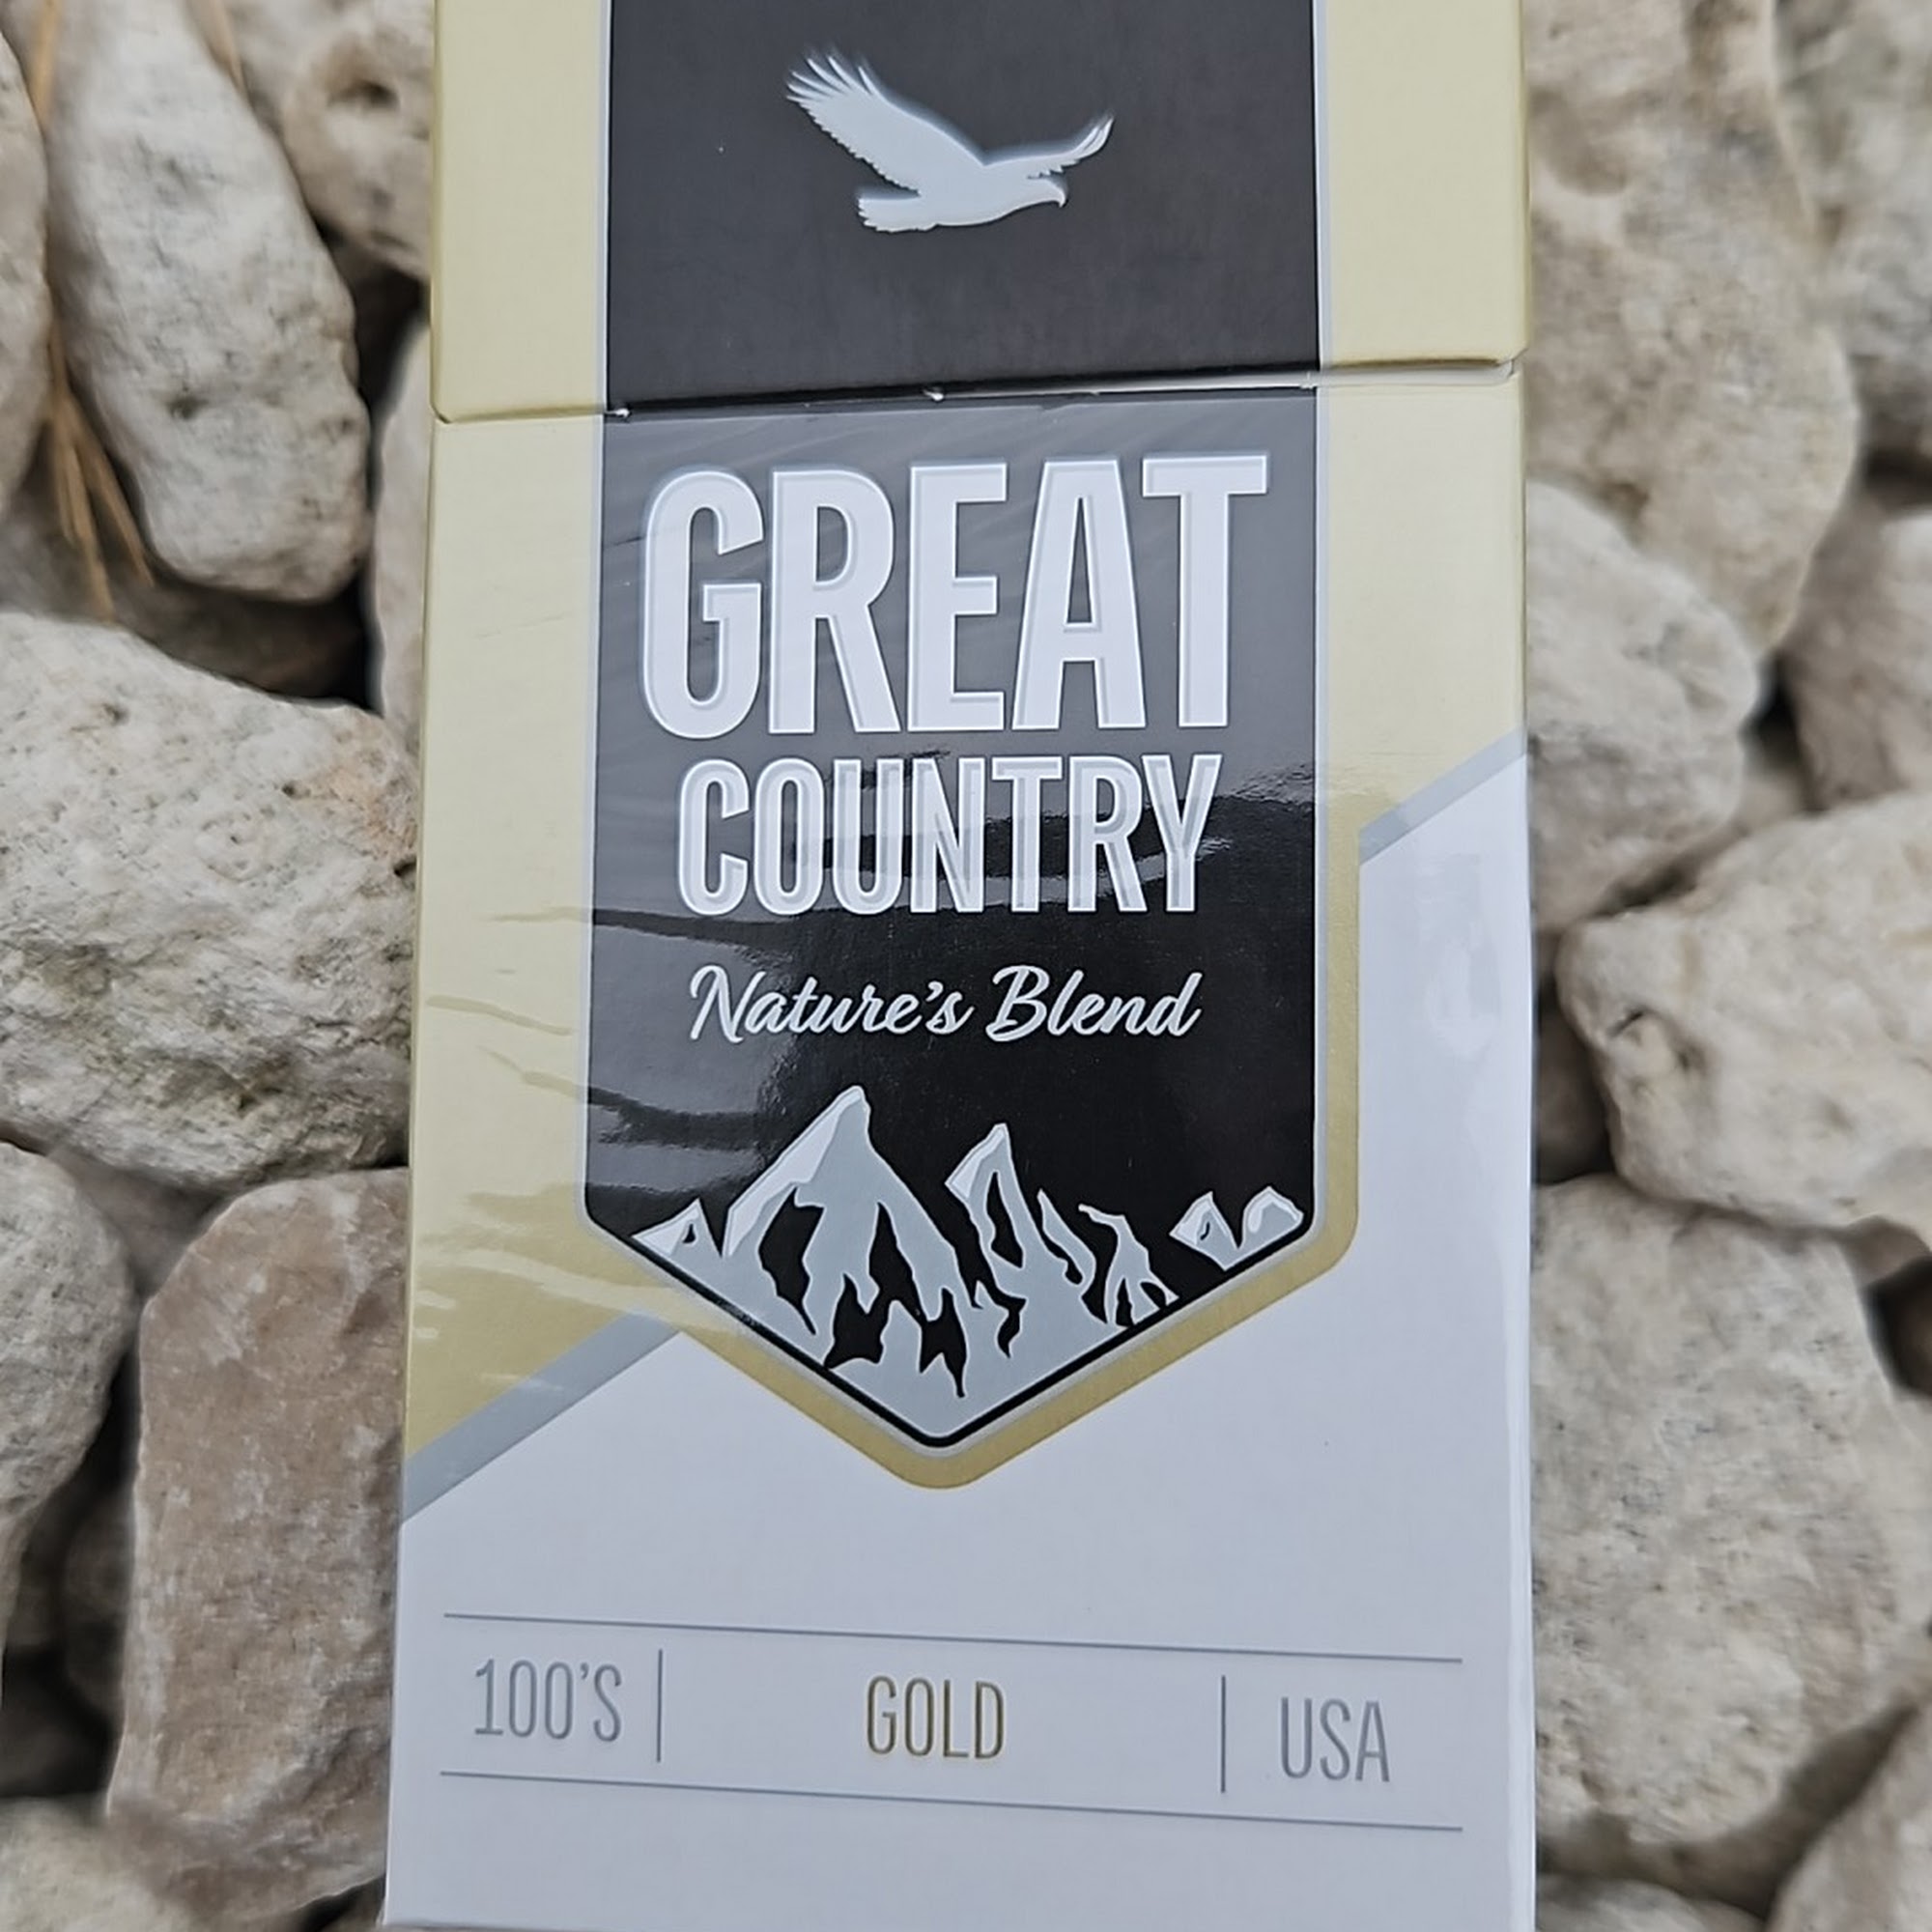 GREAT
COUNTRY
Nature's Blend
100'S | GOLD | USA